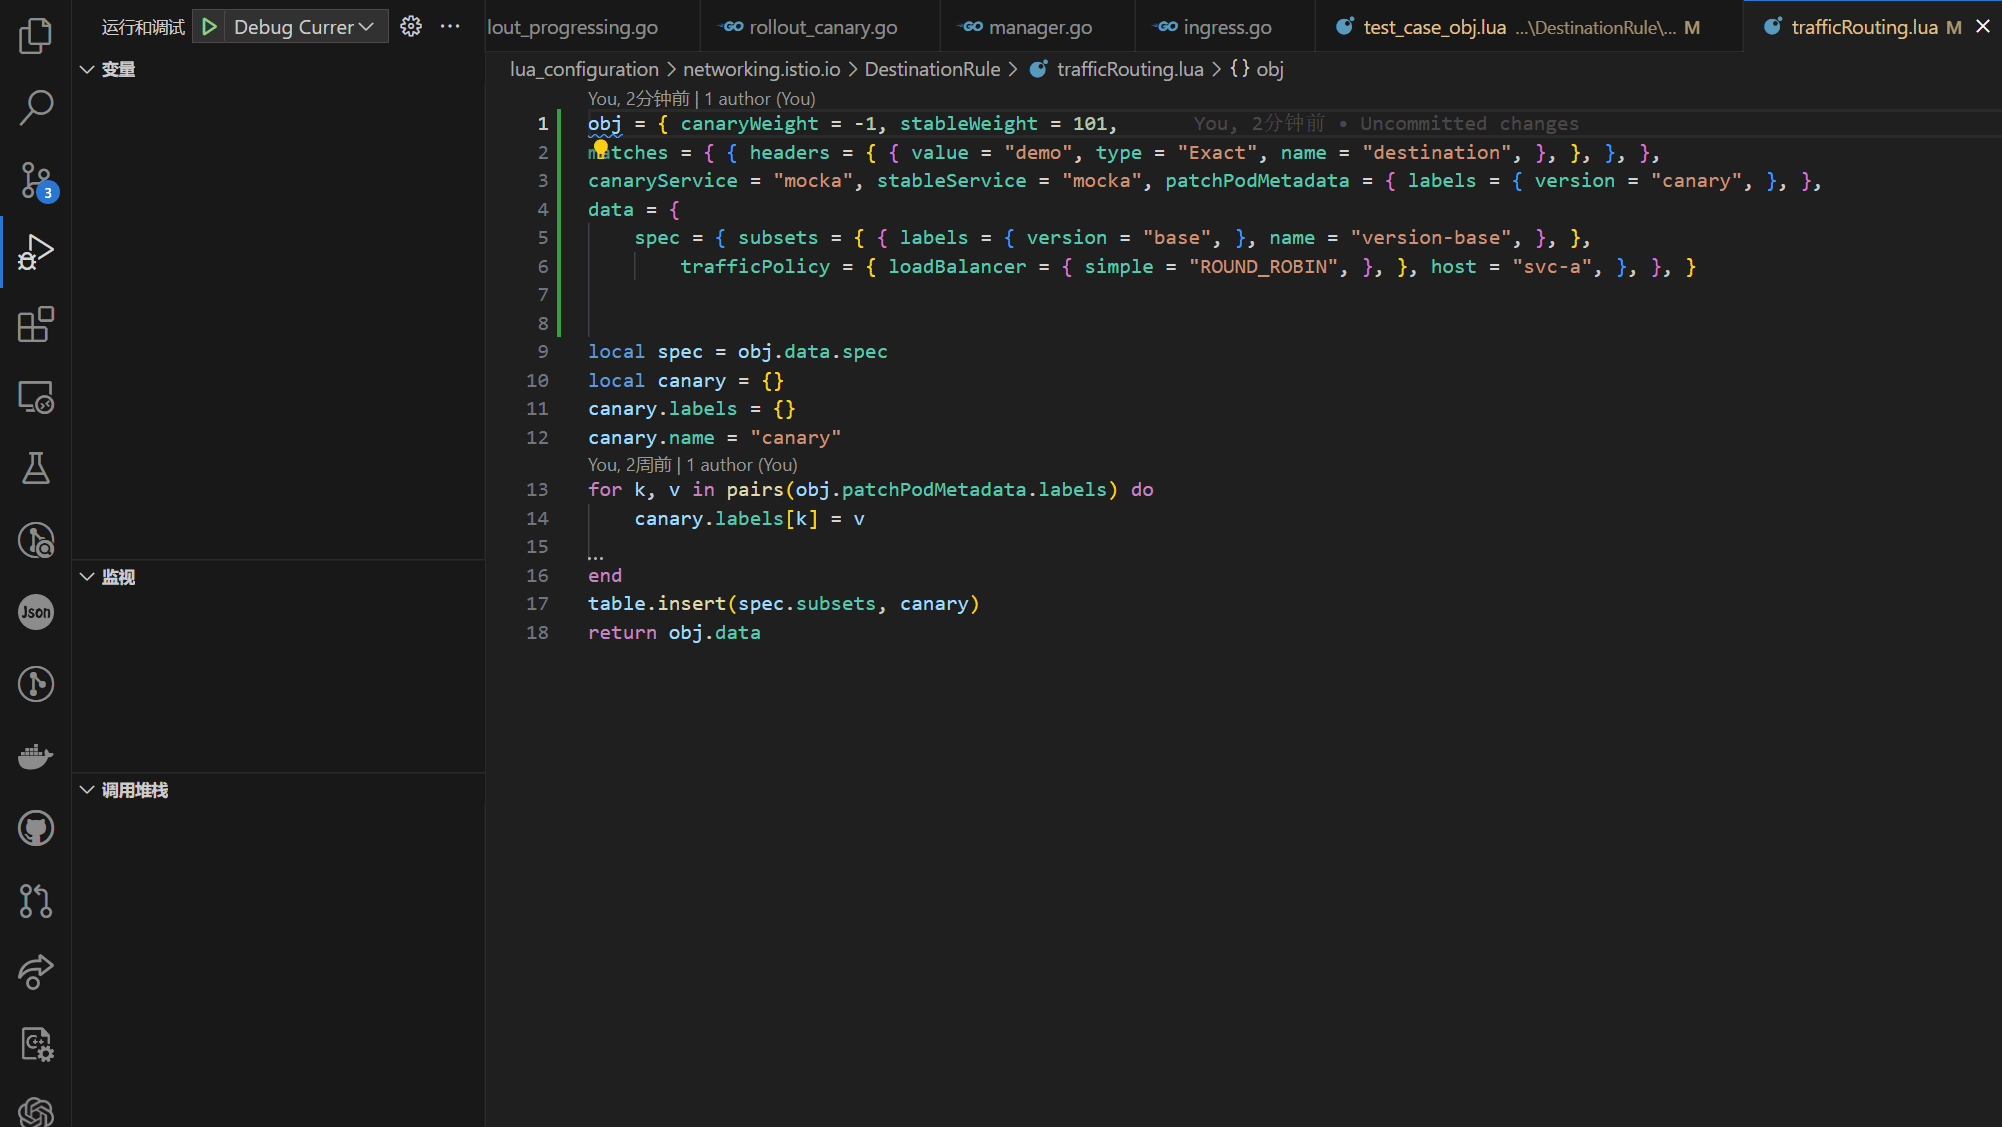 运行和调试 Debug Currer
lout_progressing.go rollout_canary.go manager.go ingress.go test_case_obj.lua ...\DestinationRule\... M trafficRouting.lua M
变量
lua_configuration > networking.istio.io > DestinationRule > trafficRouting.lua > {} obj
You, 2分钟前 | 1 author (You)
1 obj = { canaryWeight = -1, stableWeight = 101, You, 2分钟前 • Uncommitted changes
2 matches = { { headers = { { value = "demo", type = "Exact", name = "destination", }, }, }, },
3 canaryService = "mocka", stableService = "mocka", patchPodMetadata = { labels = { version = "canary", }, },
4 data = {
5 spec = { subsets = { { labels = { version = "base", }, name = "version-base", }, },
6 trafficPolicy = { loadBalancer = { simple = "ROUND_ROBIN", }, }, host = "svc-a", }, }, }
7
8
9 local spec = obj.data.spec
10 local canary = {}
11 canary.labels = {}
12 canary.name = "canary"
You, 2周前 | 1 author (You)
13 for k, v in pairs(obj.patchPodMetadata.labels) do
14 canary.labels[k] = v
15 ...
16 end
17 table.insert(spec.subsets, canary)
18 return obj.data
3
监视
Json
调用堆栈
C++